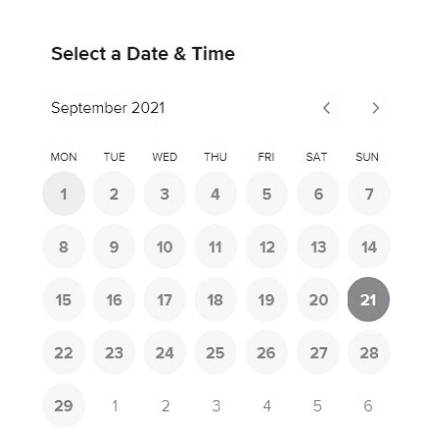 Select a Date & Time
September 2021
MON TUE WED THU FRI SAT SUN
1 2 3 4 5 6 7
8 9 10 11 12 13 14
15 16 17 18 19 20 21
22 23 24 25 26 27 28
29 1 2 3 4 5 6